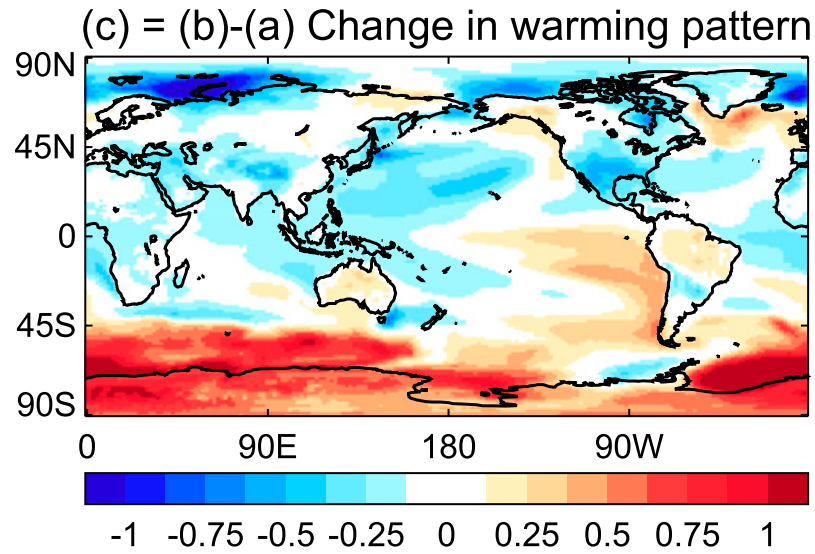 (c) = (b)-(a) Change in warming pattern
90N
45N
0
45S
90S
0 90E 180 90W
-1 -0.75 -0.5 -0.25 0 0.25 0.5 0.75 1